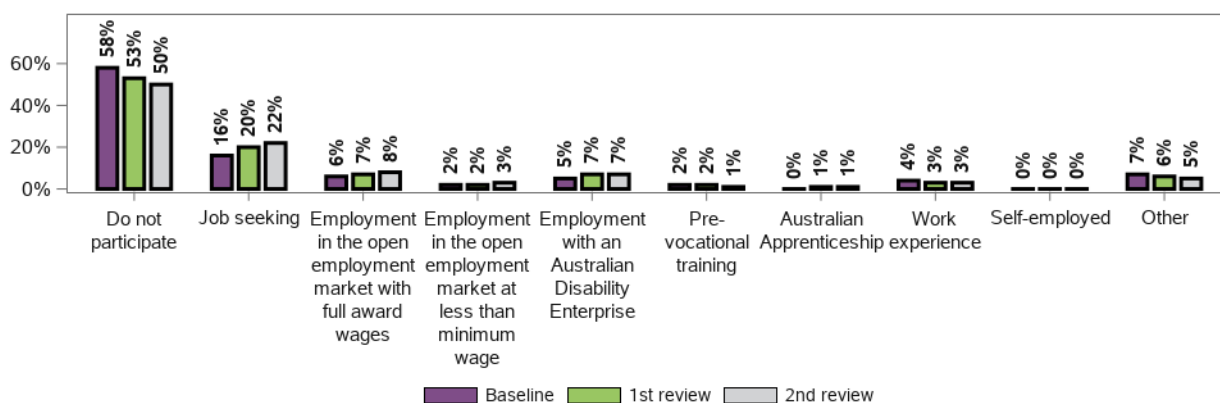 58%
53%
50%
16%
20%
22%
6%
7%
8%
2%
2%
3%
5%
7%
7%
2%
2%
1%
0%
1%
1%
4%
3%
3%
0%
0%
0%
7%
6%
5%
60%
40%
20%
0%
Do not
participate
Job seeking
Employment
in the open
employment
market with
full award
wages
Employment
in the open
employment
market at
less than
minimum
wage
Employment
with an
Australian
Disability
Enterprise
Pre-
vocational
training
Australian
Apprenticeship
Work
experience
Self-employed
Other
Baseline
1st review
2nd review